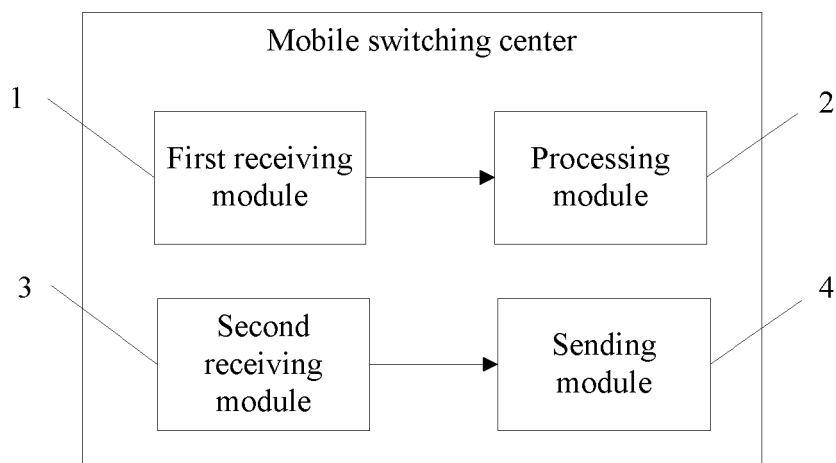 Mobile switching center
1
2
First receiving
module
Processing
module
3
4
Second
receiving
module
Sending
module